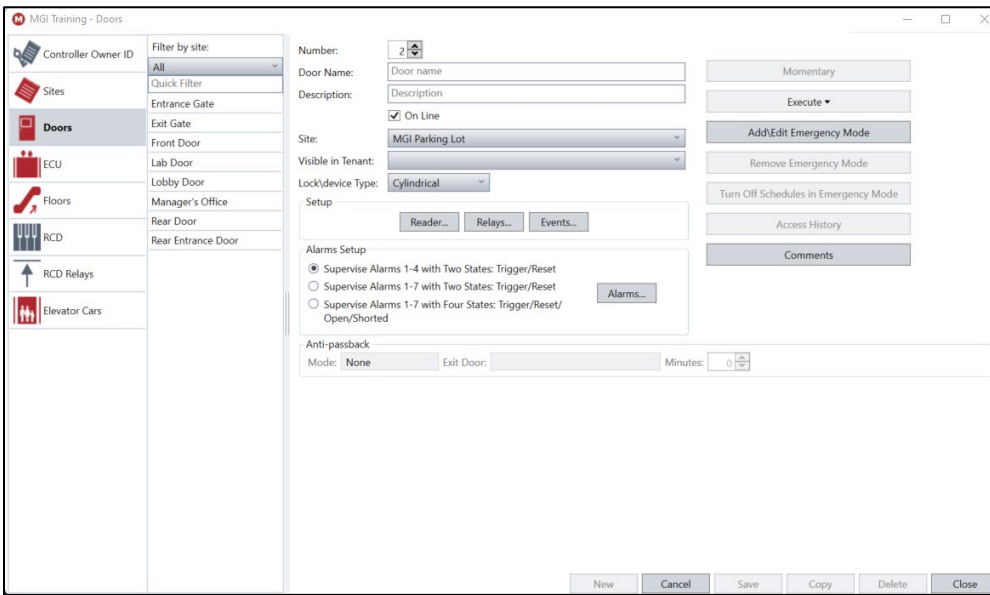 MGI Training - Doors
Controller Owner ID
Sites
Doors
ECU
Floors
RCD
RCD Relays
Elevator Cars
Filter by site:
All
Quick Filter
Entrance Gate
Exit Gate
Front Door
Lab Door
Lobby Door
Manager's Office
Rear Door
Rear Entrance Door
Number: 2
Door Name: Door name
Description: Description
On Line
Site: MGI Parking Lot
Visible in Tenant:
Lock\device Type: Cylindrical
Setup
Reader... Relays... Events...
Alarms Setup
Supervise Alarms 1-4 with Two States: Trigger/Reset
Supervise Alarms 1-7 with Two States: Trigger/Reset
Supervise Alarms 1-7 with Four States: Trigger/Reset/
Open/Shorted
Alarms...
Anti-passback
Mode: None Exit Door: Minutes: 0
Momentary
Execute
Add\Edit Emergency Mode
Remove Emergency Mode
Turn Off Schedules in Emergency Mode
Access History
Comments
New Cancel Save Copy Delete Close